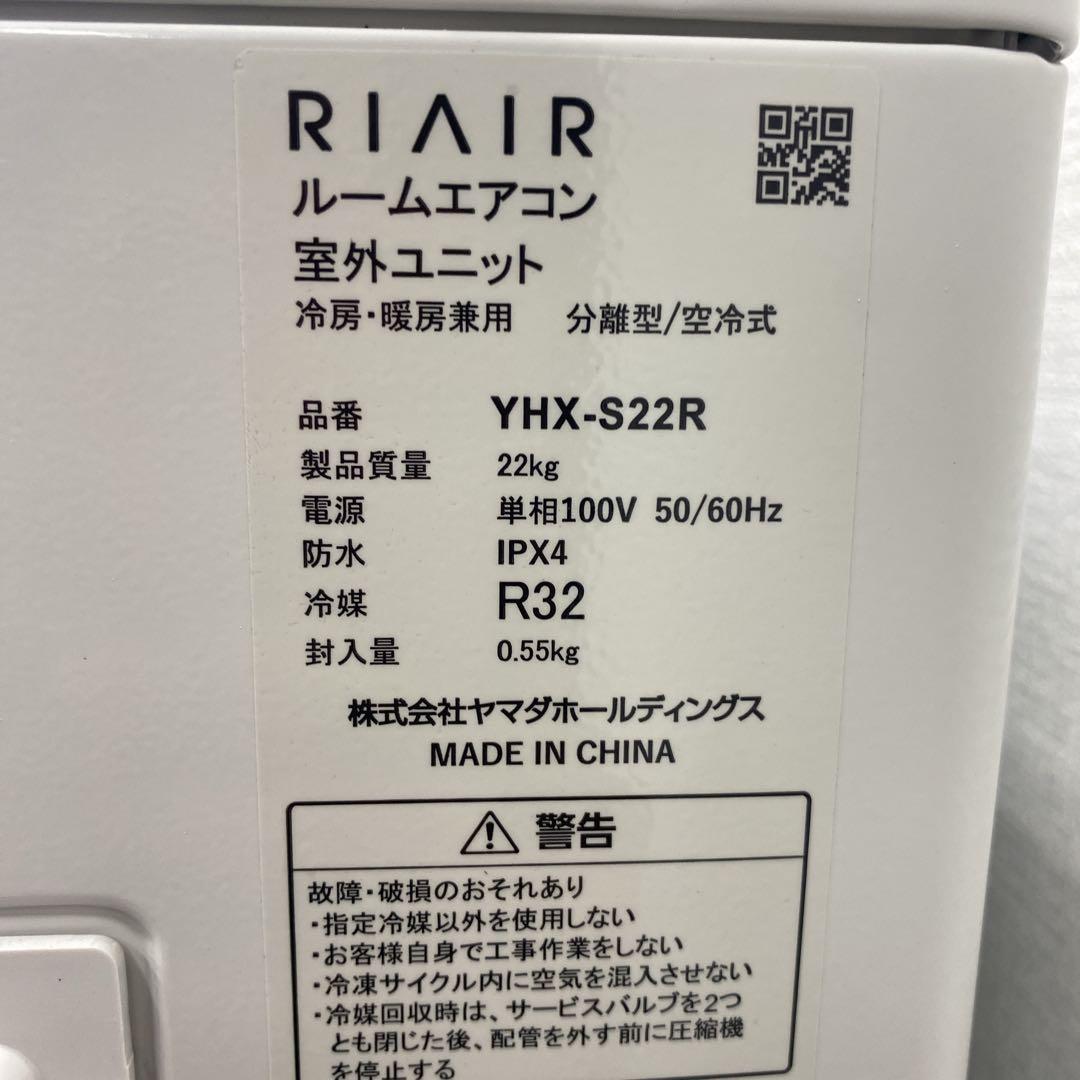 RIAIR
ルームエアコン
室外ユニット
冷房・暖房兼用 分離型/空冷式
品番 YHX-S22R
製品質量 22kg
電源 単相100V 50/60Hz
防水 IPX4
冷媒 R32
封入量 0.55kg
株式会社ヤマダホールディングス
MADE IN CHINA
警告
故障・破損のおそれあり
・指定冷媒以外を使用しない
・お客様自身で工事作業をしない
・冷凍サイクル内に空気を混入させない
・冷媒回収時は、サービスバルブを2つ
とも閉じた後、配管を外す前に圧縮機
を停止する